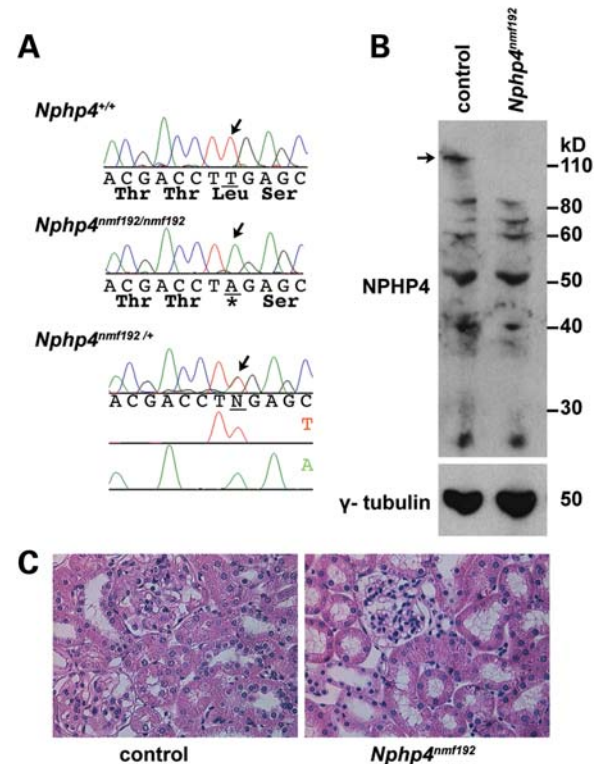 A
Nphp4+/+
ACGACCTTGAGC
Thr Thr Leu Ser
Nphp4nmf192/nmf192
ACGACCTAGAGC
Thr Thr * Ser
Nphp4nmf192/+
ACGACCTNGAGC
T
A
B
control
Nphp4nmf192
kD
110
80
60
50
40
30
NPHP4
γ- tubulin
50
C
control
Nphp4nmf192